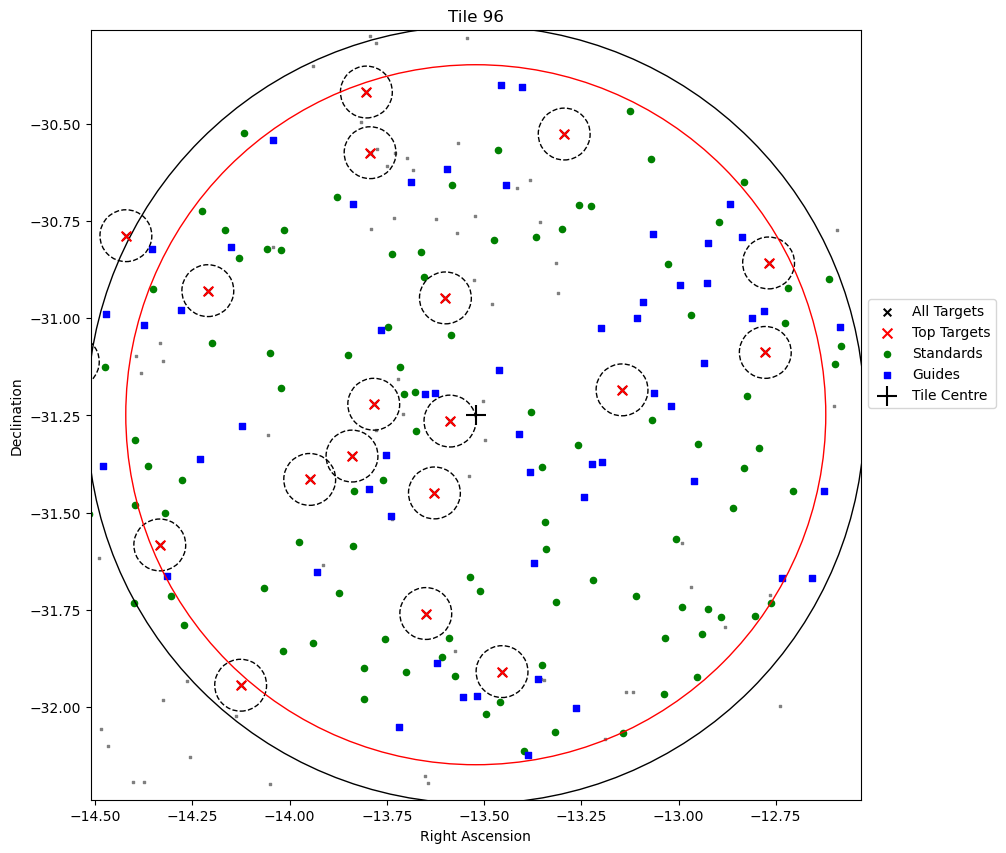 Tile 96
Declination
−30.50
−30.75
−31.00
−31.25
−31.50
−31.75
−32.00
All Targets
Top Targets
Standards
Guides
Tile Centre
−14.50 −14.25 −14.00 −13.75 −13.50 −13.25 −13.00 −12.75
Right Ascension